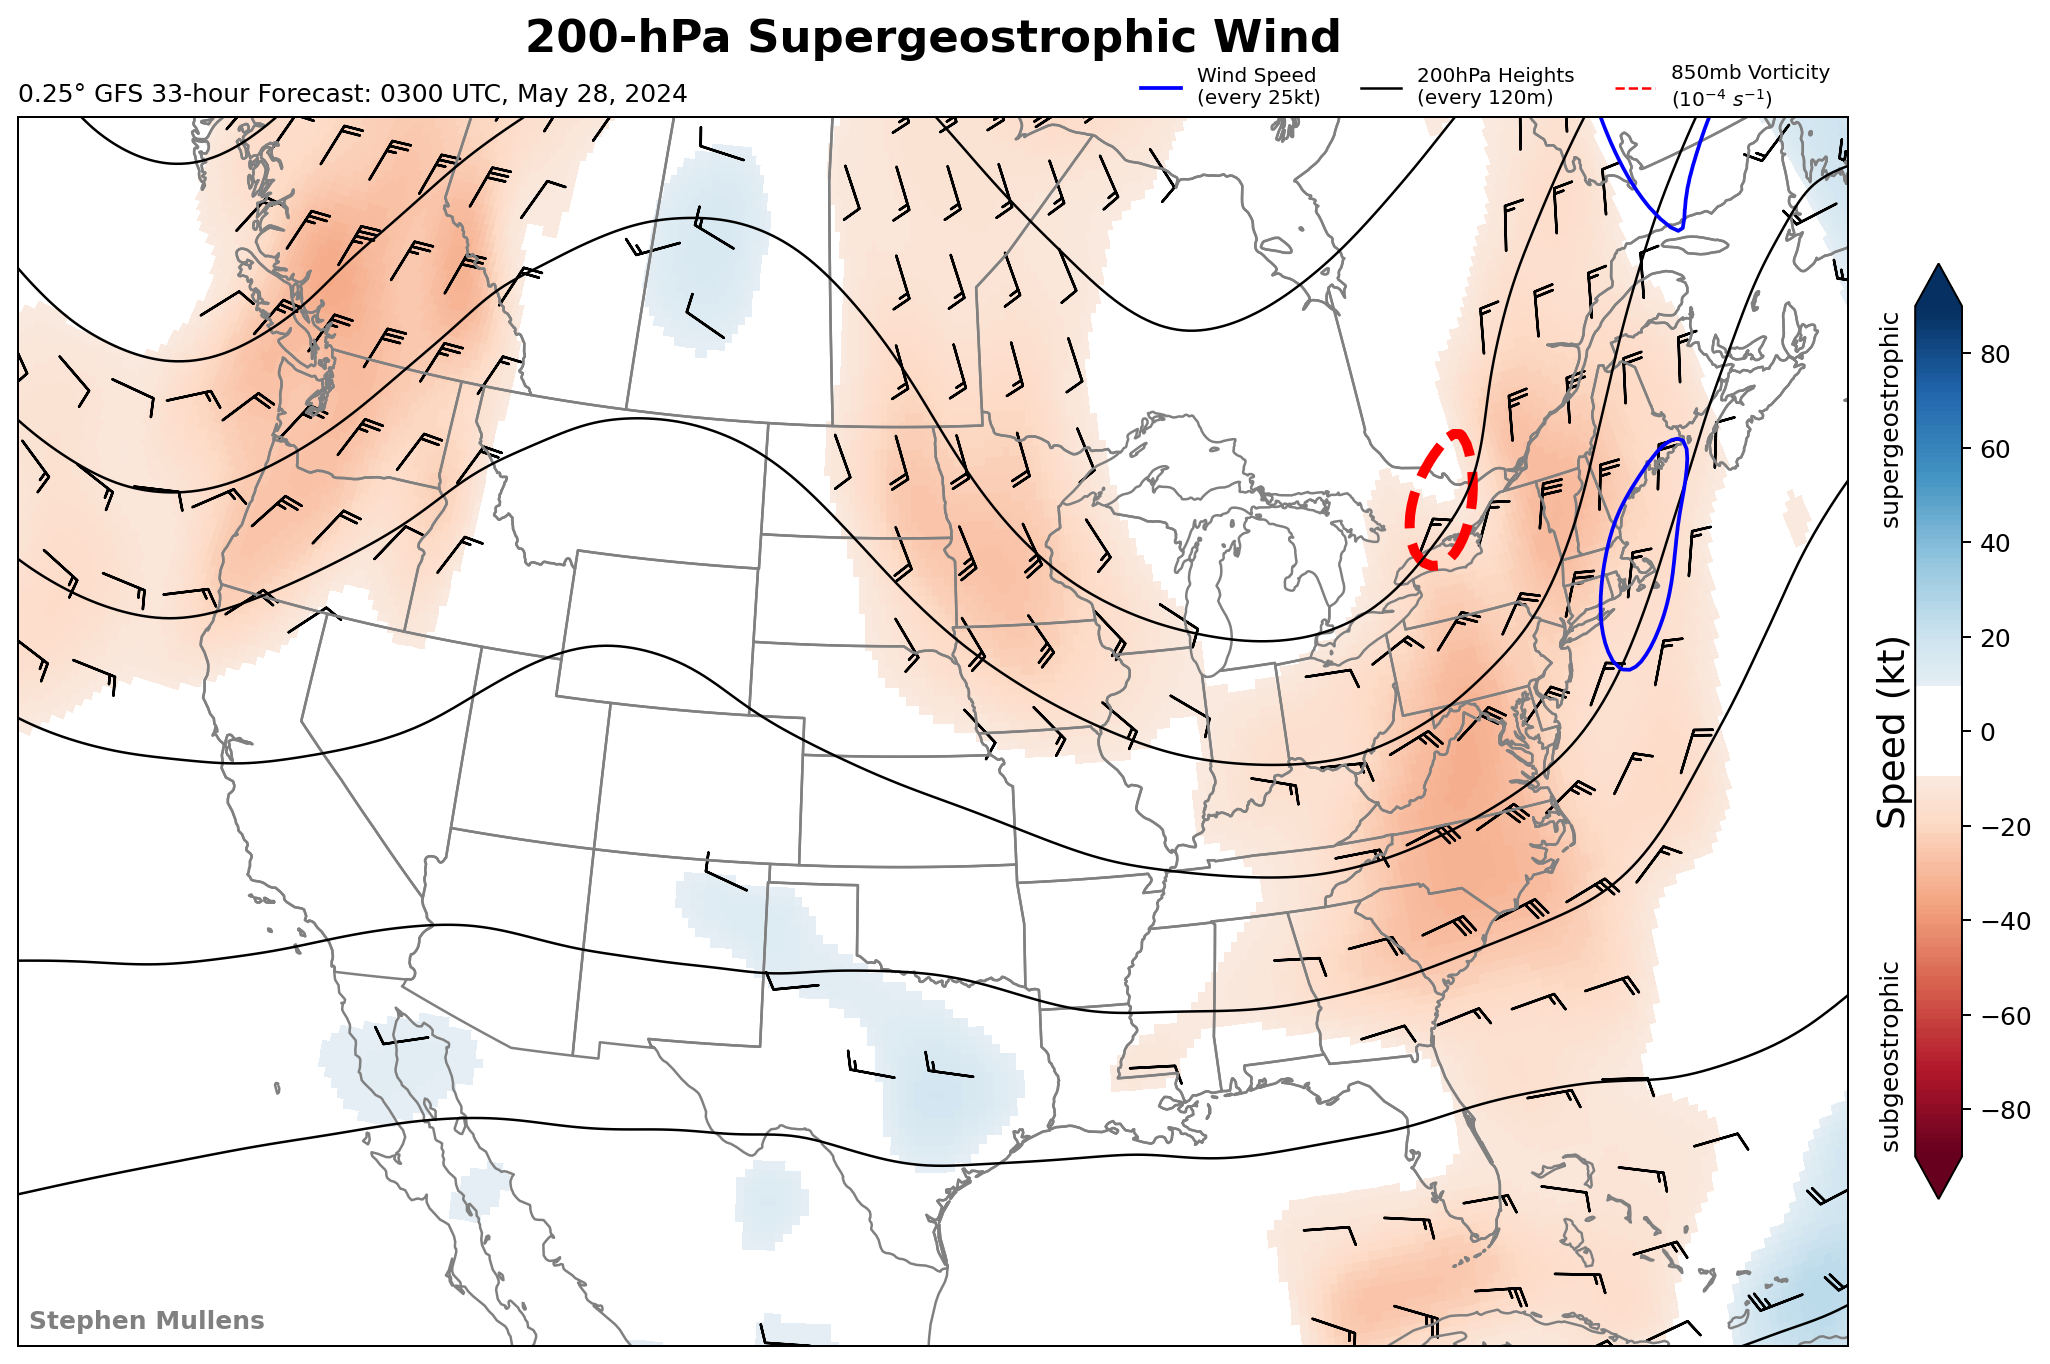 200-hPa Supergeostrophic Wind
0.25° GFS 33-hour Forecast: 0300 UTC, May 28, 2024
Wind Speed
(every 25kt)
200hPa Heights
(every 120m)
850mb Vorticity
(10⁻⁴ s⁻¹)
supergeostrophic
Speed (kt)
subgeostrophic
80
60
40
20
0
−20
−40
−60
−80
Stephen Mullens